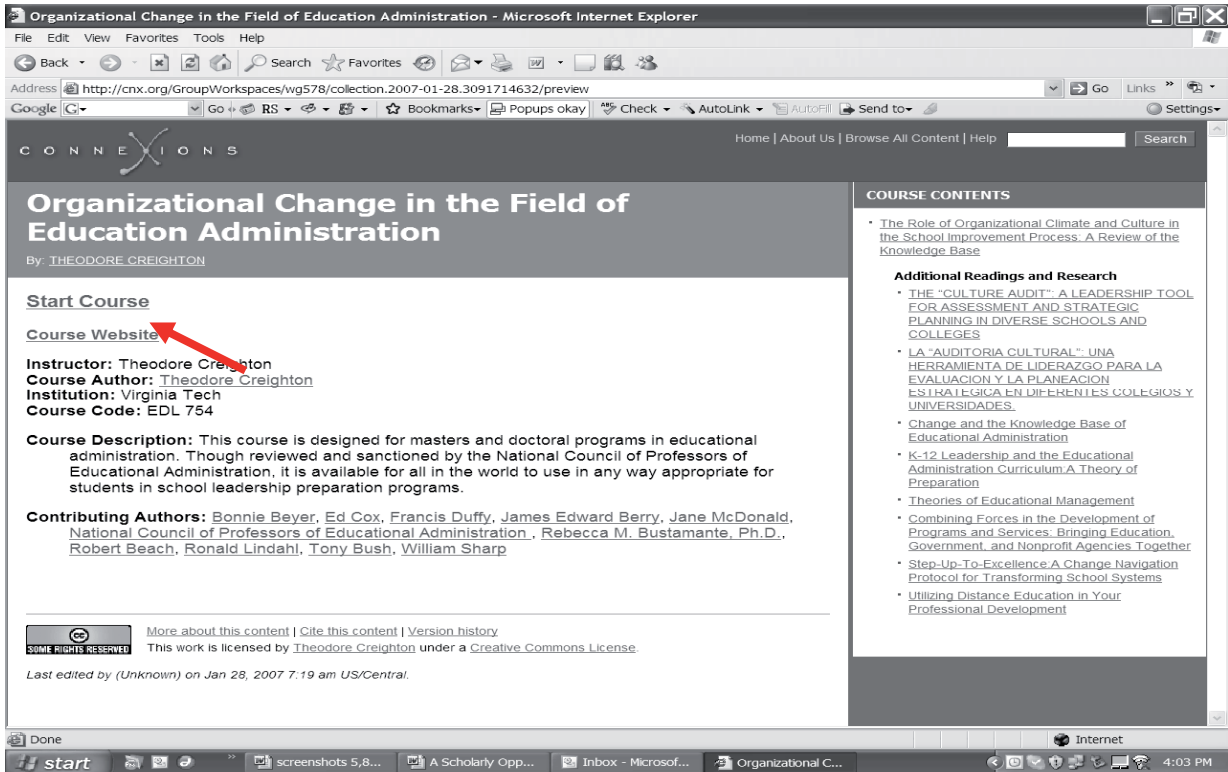 Organizational Change in the Field of Education Administration - Microsoft Internet Explorer
File Edit View Favorites Tools Help
Back Search Favorites
Address http://cnx.org/GroupWorkspaces/wg578/collection.2007-01-28.3091714632/preview Go Links »
Google G Go RS Bookmarks Popups okay ABC Check AutoLink AutoFill Send to Settings
CONNEXIONS
Home | About Us | Browse All Content | Help Search
Organizational Change in the Field of
Education Administration
By: THEODORE CREIGHTON
Start Course
Course Website
Instructor: Theodore Creighton
Course Author: Theodore Creighton
Institution: Virginia Tech
Course Code: EDL 754
Course Description: This course is designed for masters and doctoral programs in educational
administration. Though reviewed and sanctioned by the National Council of Professors of
Educational Administration, it is available for all in the world to use in any way appropriate for
students in school leadership preparation programs.
Contributing Authors: Bonnie Beyer, Ed Cox, Francis Duffy, James Edward Berry, Jane McDonald,
National Council of Professors of Educational Administration , Rebecca M. Bustamante, Ph.D.,
Robert Beach, Ronald Lindahl, Tony Bush, William Sharp
cc
SOME RIGHTS RESERVED
More about this content | Cite this content | Version history
This work is licensed by Theodore Creighton under a Creative Commons License.
Last edited by (Unknown) on Jan 28, 2007 7:19 am US/Central.
COURSE CONTENTS
• The Role of Organizational Climate and Culture in
the School Improvement Process: A Review of the
Knowledge Base
Additional Readings and Research
• THE "CULTURE AUDIT": A LEADERSHIP TOOL
FOR ASSESSMENT AND STRATEGIC
PLANNING IN DIVERSE SCHOOLS AND
COLLEGES
• LA "AUDITORIA CULTURAL": UNA
HERRAMIENTA DE LIDERAZGO PARA LA
EVALUACION Y LA PLANEACION
ESTRATEGICA EN DIFERENTES COLEGIOS Y
UNIVERSIDADES.
• Change and the Knowledge Base of
Educational Administration
• K-12 Leadership and the Educational
Administration Curriculum:A Theory of
Preparation
• Theories of Educational Management
• Combining Forces in the Development of
Programs and Services: Bringing Education,
Government, and Nonprofit Agencies Together
• Step-Up-To-Excellence:A Change Navigation
Protocol for Transforming School Systems
• Utilizing Distance Education in Your
Professional Development
Done Internet
start » screenshots 5,8... A Scholarly Opp... Inbox - Microsof... Organizational C... 4:03 PM